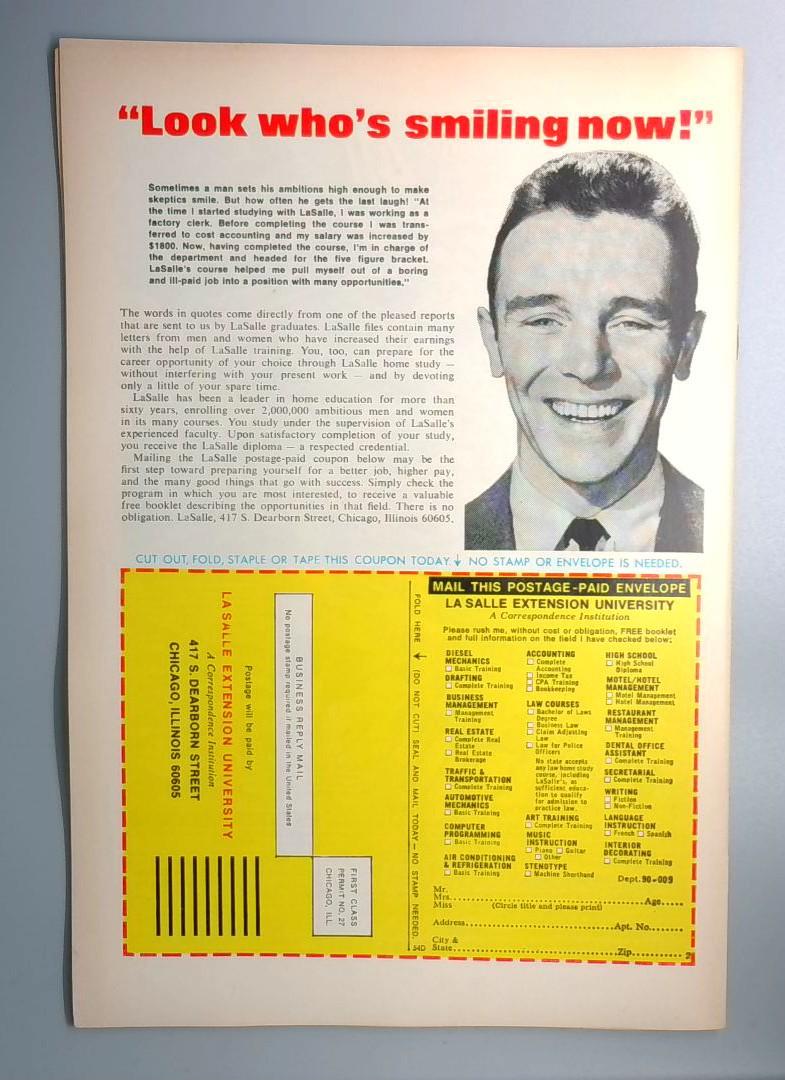 “Look who’s smiling now!”
Sometimes a man sets his ambitions high enough to make
skeptics smile. But how often he gets the last laugh! “At
the time I started studying with LaSalle, I was working as a
factory clerk. Before completing the course I was trans-
ferred to cost accounting and my salary was increased by
$1800. Now, having completed the course, I’m in charge of
the department and headed for the five figure bracket.
LaSalle’s course helped me pull myself out of a boring
and ill-paid job into a position with many opportunities.”
The words in quotes come directly from one of the pleased reports
that are sent to us by LaSalle graduates. LaSalle files contain many
letters from men and women who have increased their earnings
with the help of LaSalle training. You, too, can prepare for the
career opportunity of your choice through LaSalle home study —
without interfering with your present work — and by devoting
only a little of your spare time.
LaSalle has been a leader in home education for more than
sixty years, enrolling over 2,000,000 ambitious men and women
in its many courses. You study under the supervision of LaSalle’s
experienced faculty. Upon satisfactory completion of your study,
you receive the LaSalle diploma — a respected credential.
Mailing the LaSalle postage-paid coupon below may be the
first step toward preparing yourself for a better job, higher pay,
and the many good things that go with success. Simply check the
program in which you are most interested, to receive a valuable
free booklet describing the opportunities in that field. There is no
obligation. LaSalle, 417 S. Dearborn Street, Chicago, Illinois 60605.
CUT OUT, FOLD, STAPLE OR TAPE THIS COUPON TODAY. NO STAMP OR ENVELOPE IS NEEDED.
FIRST CLASS
PERMIT NO. 27
CHICAGO, ILL.
BUSINESS REPLY MAIL
No postage stamp required if mailed in the United States
Postage will be paid by
LASALLE EXTENSION UNIVERSITY
A Correspondence Institution
417 S. DEARBORN STREET
CHICAGO, ILLINOIS 60605
FOLD HERE (DO NOT CUT) SEAL AND MAIL TODAY — NO STAMP NEEDED.
54D
MAIL THIS POSTAGE-PAID ENVELOPE
LA SALLE EXTENSION UNIVERSITY
A Correspondence Institution
Please rush me, without cost or obligation, FREE booklet
and full information on the field I have checked below:
DIESEL
MECHANICS
Basic Training
DRAFTING
Complete Training
BUSINESS
MANAGEMENT
Management
Training
REAL ESTATE
Complete Real
Estate
Real Estate
Brokerage
TRAFFIC &
TRANSPORTATION
Complete Training
AUTOMOTIVE
MECHANICS
Basic Training
COMPUTER
PROGRAMMING
Basic Training
AIR CONDITIONING
& REFRIGERATION
Basic Training
ACCOUNTING
Complete
Accounting
Income Tax
CPA Training
Bookkeeping
LAW COURSES
Bachelor of Laws
Degree
Business Law
Claim Adjusting
Law
Law for Police
Officers
No state accepts
any law home study
course, including
LaSalle's, as
sufficient educa-
tion to qualify
for admission to
practice law.
ART TRAINING
Complete Training
MUSIC
INSTRUCTION
Piano Guitar
Other
STENOTYPE
Machine Shorthand
HIGH SCHOOL
High School
Diploma
MOTEL/HOTEL
MANAGEMENT
Motel Management
Hotel Management
RESTAURANT
MANAGEMENT
Management
Training
DENTAL OFFICE
ASSISTANT
Complete Training
SECRETARIAL
Complete Training
WRITING
Fiction
Non-Fiction
LANGUAGE
INSTRUCTION
French Spanish
INTERIOR
DECORATING
Complete Training
Dept. 90-009
Mr.
Mrs. Age
Miss (Circle title and please print)
Address Apt. No.
City &
State Zip
2